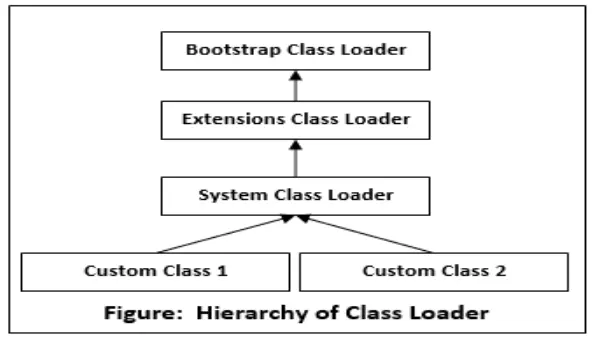 Bootstrap Class Loader
Extensions Class Loader
System Class Loader
Custom Class 1
Custom Class 2
Figure: Hierarchy of Class Loader